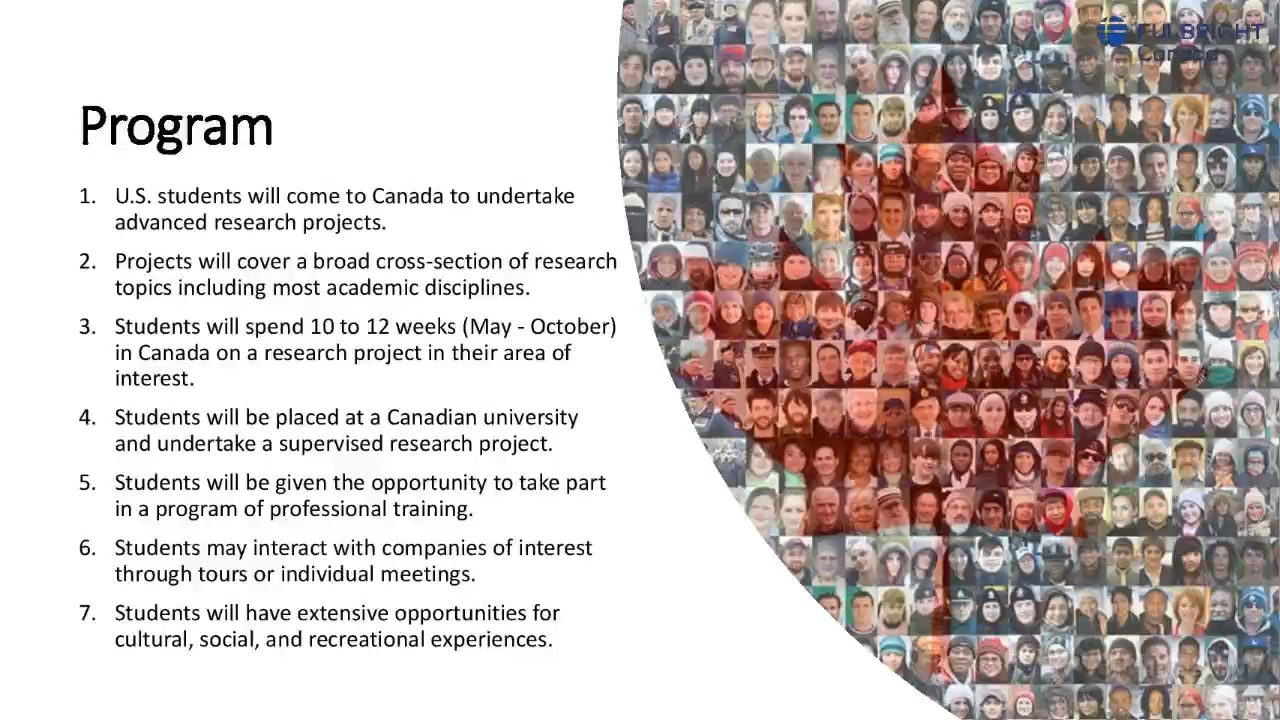 FULBRIGHT
Canada
Program
1. U.S. students will come to Canada to undertake
advanced research projects.
2. Projects will cover a broad cross-section of research
topics including most academic disciplines.
3. Students will spend 10 to 12 weeks (May - October)
in Canada on a research project in their area of
interest.
4. Students will be placed at a Canadian university
and undertake a supervised research project.
5. Students will be given the opportunity to take part
in a program of professional training.
6. Students may interact with companies of interest
through tours or individual meetings.
7. Students will have extensive opportunities for
cultural, social, and recreational experiences.